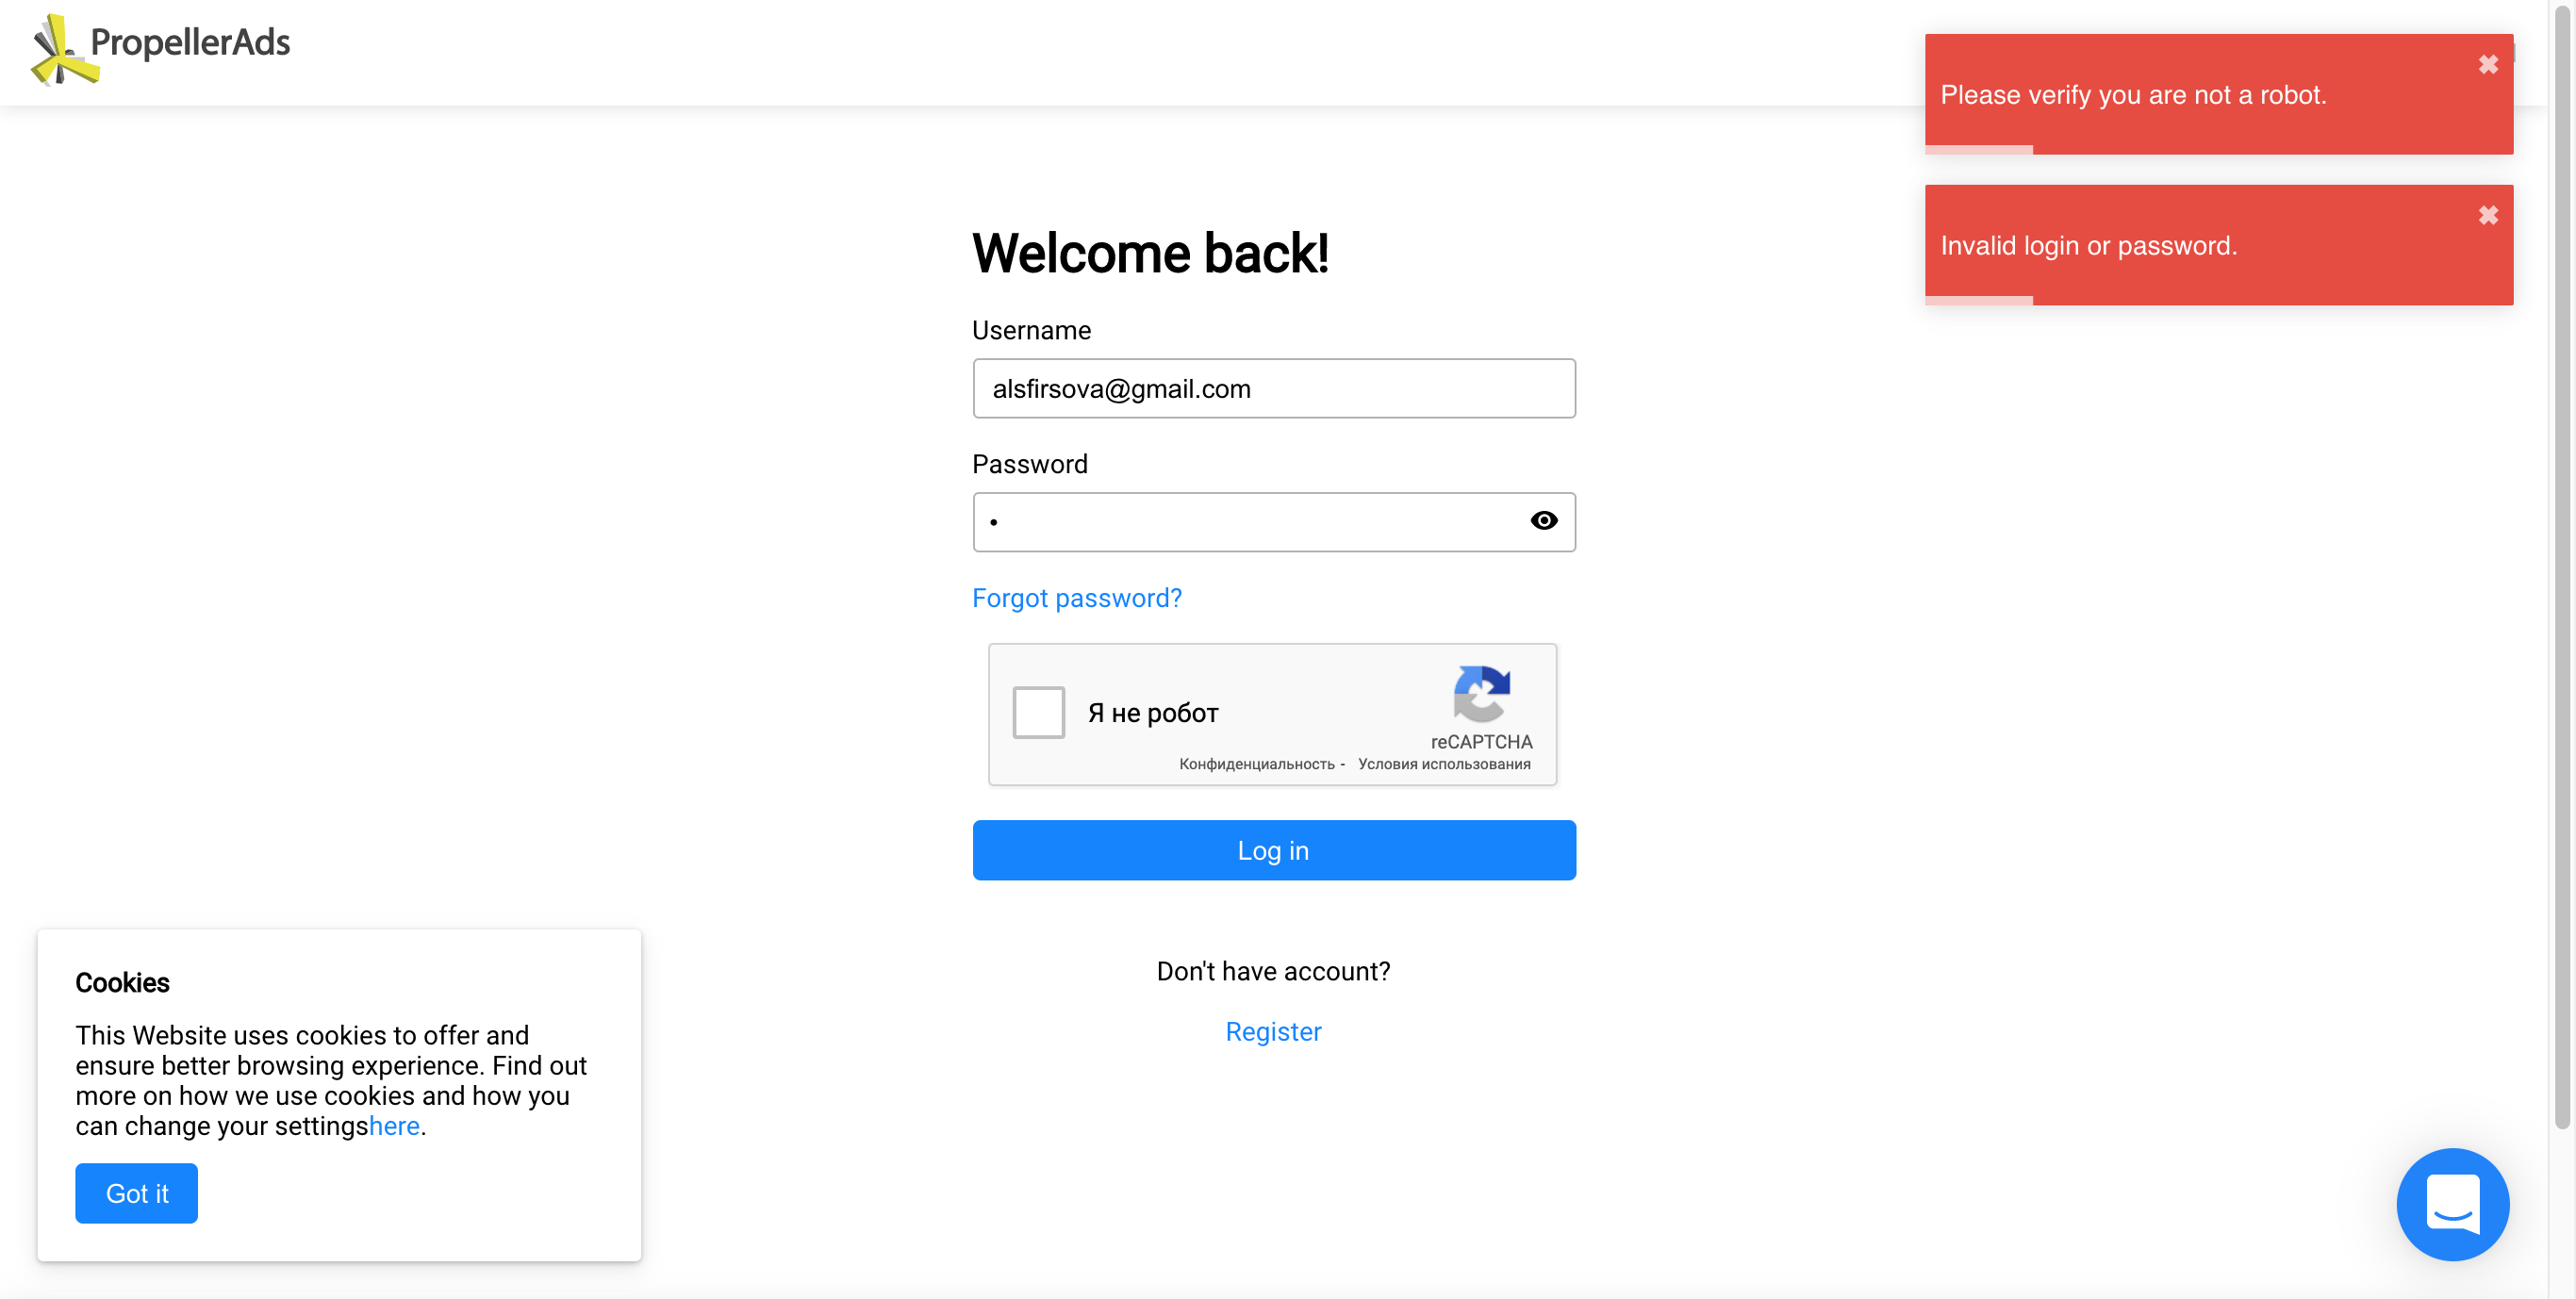 PropellerAds
Please verify you are not a robot.
Invalid login or password.
Welcome back!
Username
alsfirsova@gmail.com
Password
Forgot password?
Я не робот
reCAPTCHA
Конфиденциальность - Условия использования
Log in
Don't have account?
Register
Cookies
This Website uses cookies to offer and
ensure better browsing experience. Find out
more on how we use cookies and how you
can change your settingshere.
Got it